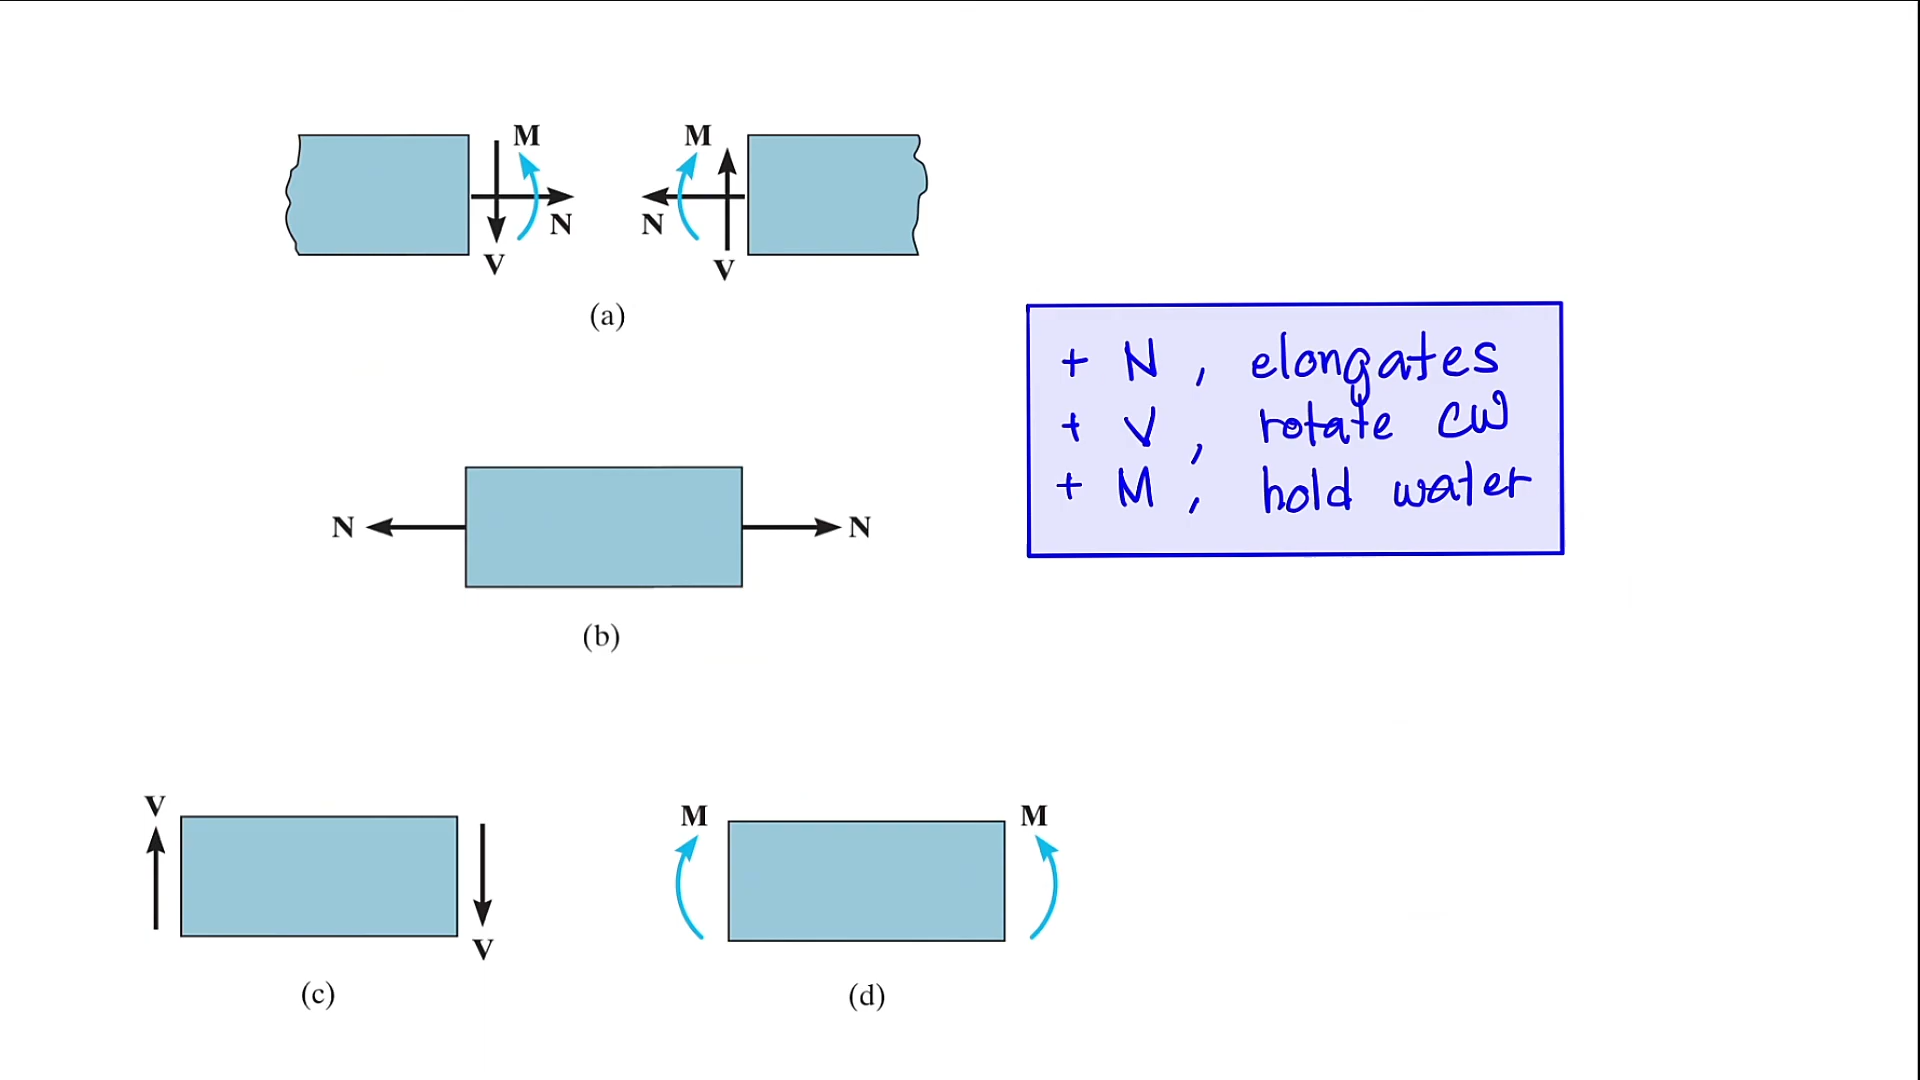 M M
N N
V V
(a)
+ N , elongates
+ V , rotate CW
+ M , hold water
N N
(b)
V
V
(c)
M M
(d)